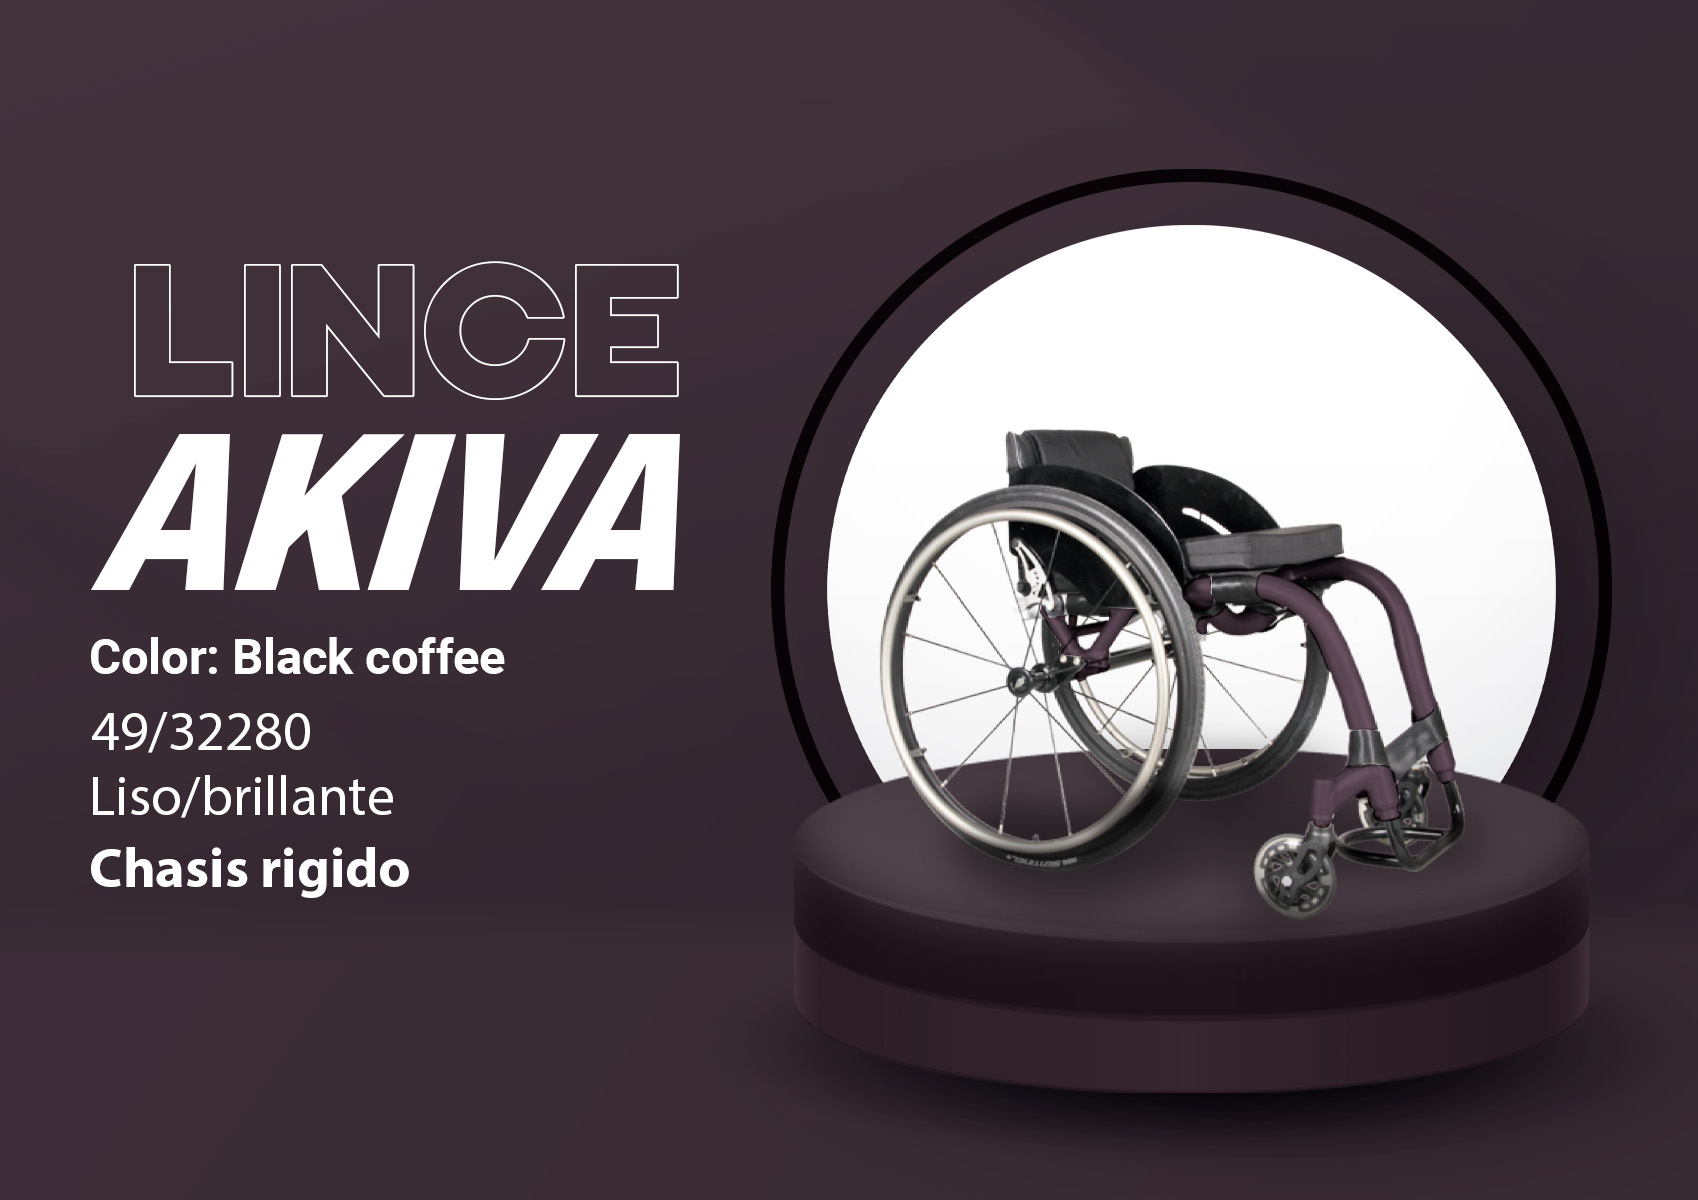 LINCE
AKIVA
Color: Black coffee
49/32280
Liso/brillante
Chasis rigido